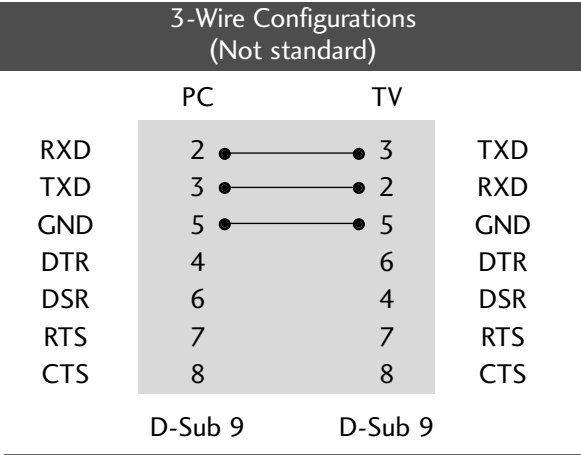 3-Wire Configurations
(Not standard)
PC TV
RXD 2 3 TXD
TXD 3 2 RXD
GND 5 5 GND
DTR 4 6 DTR
DSR 6 4 DSR
RTS 7 7 RTS
CTS 8 8 CTS
D-Sub 9 D-Sub 9